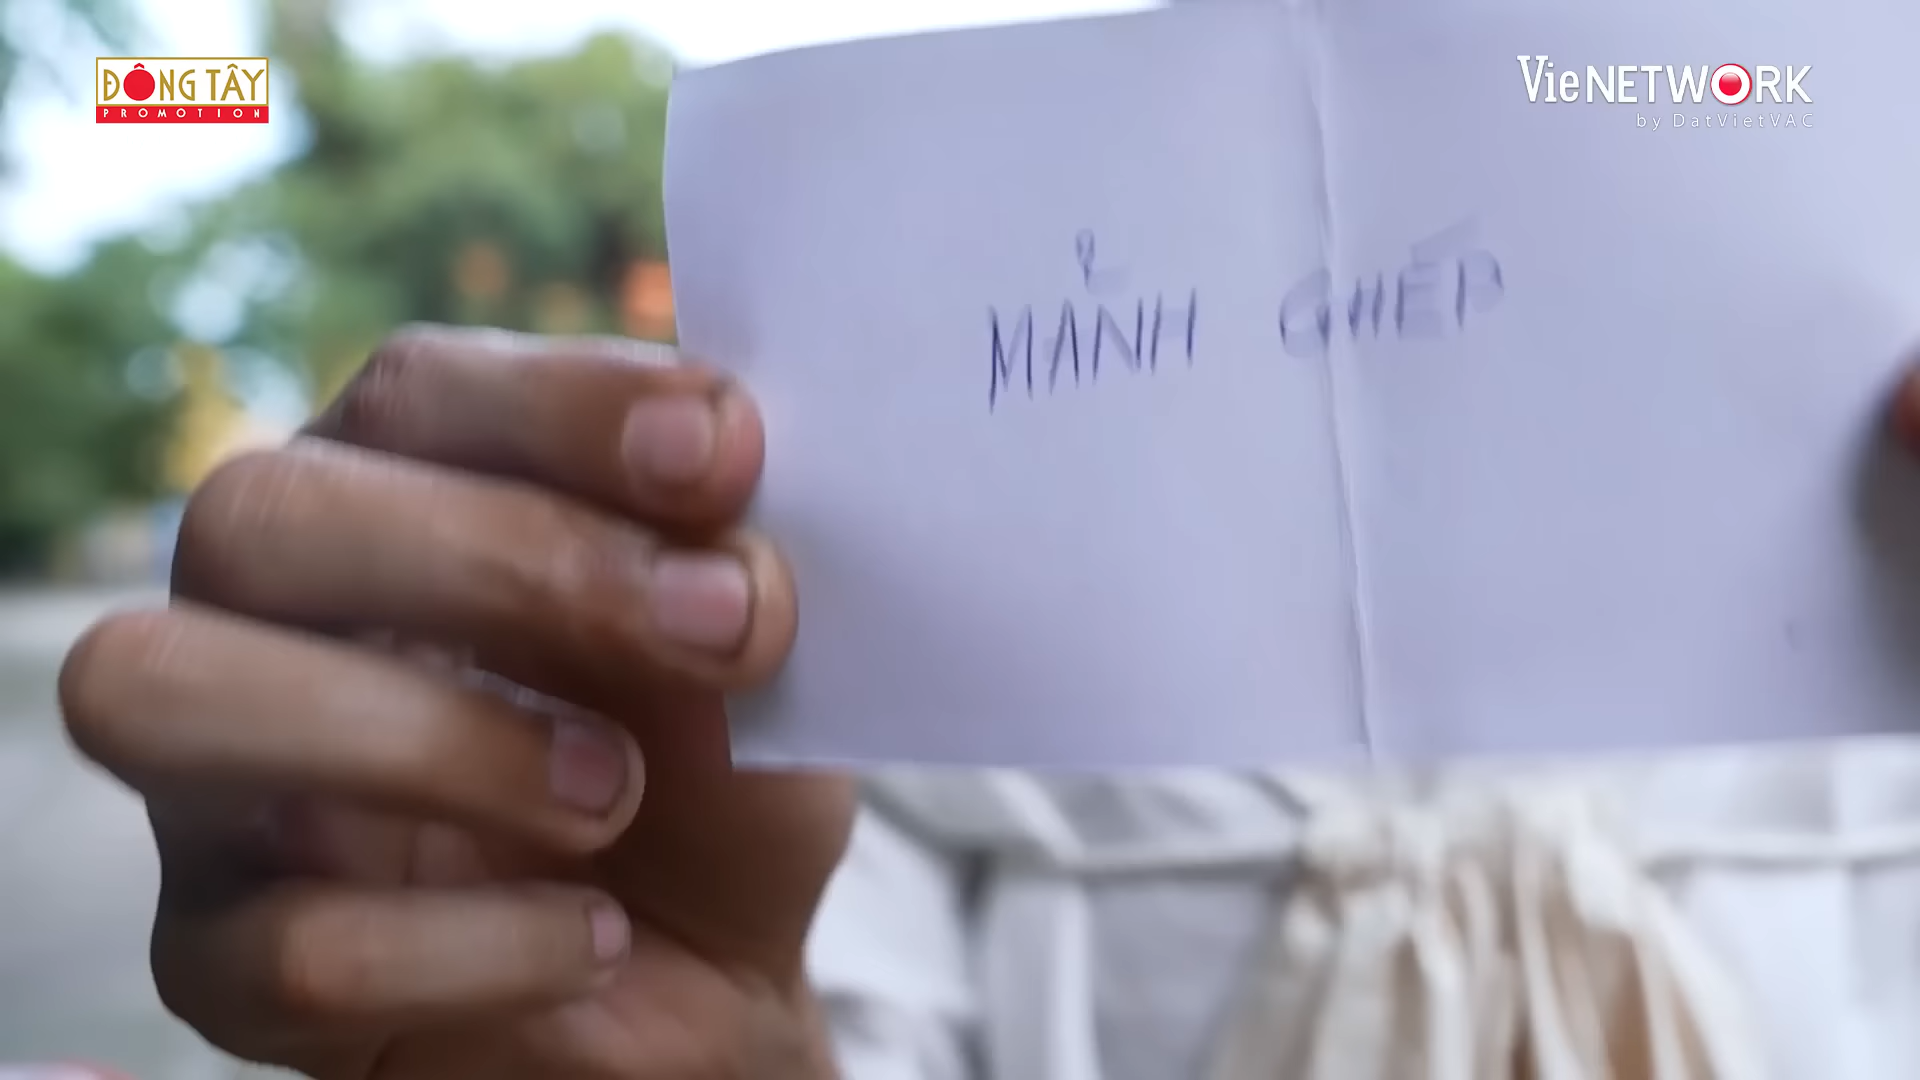 ĐÔNG TÂY
PROMOTION
VieNETWORK
by DatVietVAC
MẢNH GHÉP